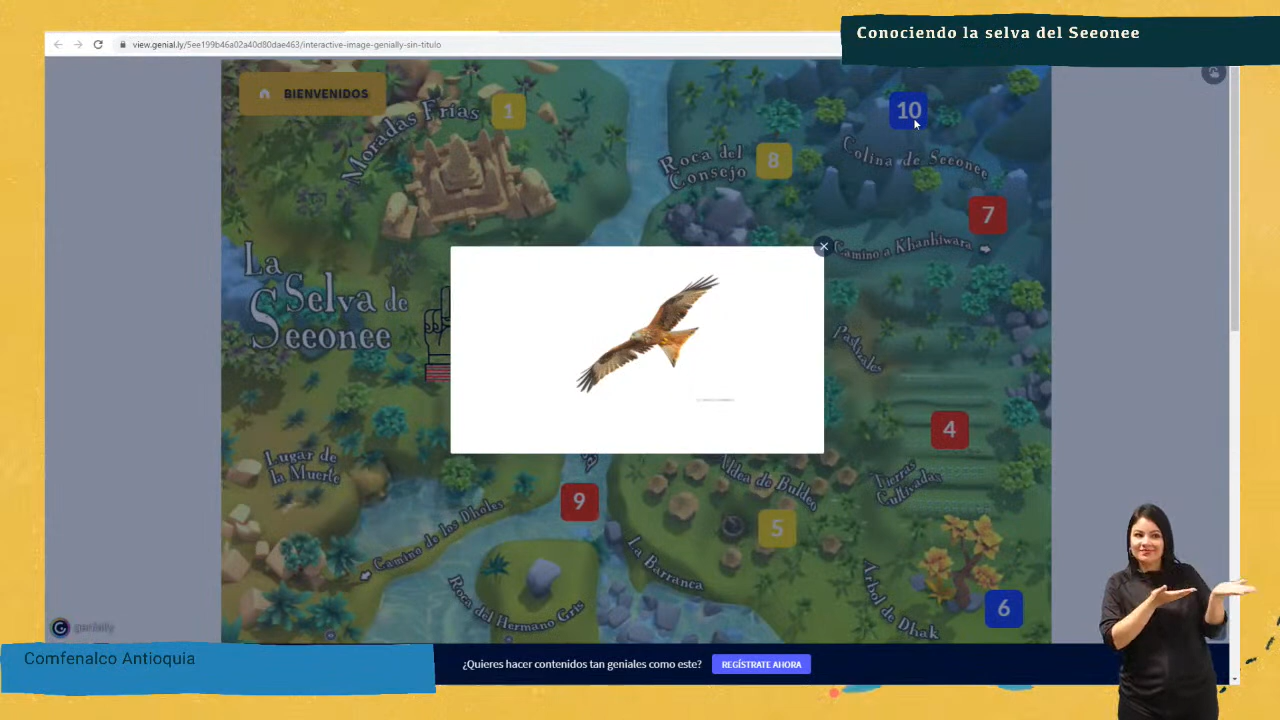 Conociendo la selva del Seeonee
view.genial.ly/5ee199b46a02a40d80dae463/interactive-image-genially-sin-titulo
BIENVENIDOS
Moradas Frías
1
10
Roca del
Consejo
8
Colina de Seeonee
7
Camino a Khanhiwara
La
Selva de
Seeonee
Pastizales
4
Lugar de
la Muerte
Aldea de Buldeo
Tierras
Cultivadas
9
5
Camino de los Dholes
La Barranca
Roca del Hermano Gris
Árbol de Dhak
6
genially
Comfenalco Antioquia
¿Quieres hacer contenidos tan geniales como este?
REGÍSTRATE AHORA